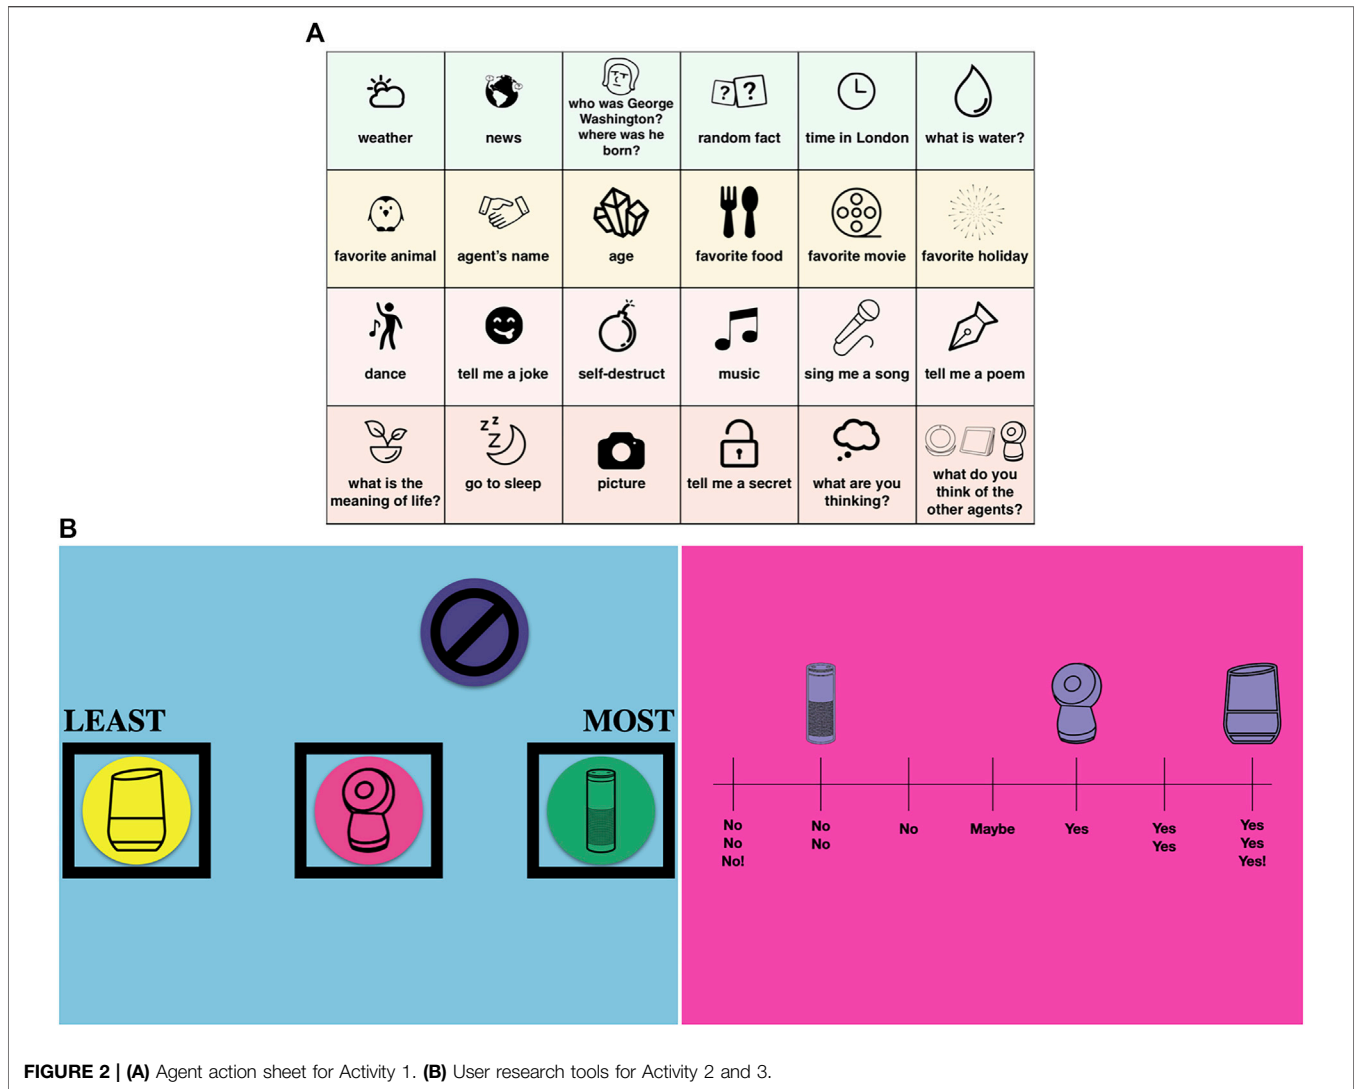 A
weather
news
who was George
Washington?
where was he
born?
random fact
time in London
what is water?
favorite animal
agent's name
age
favorite food
favorite movie
favorite holiday
dance
tell me a joke
self-destruct
music
sing me a song
tell me a poem
what is the
meaning of life?
go to sleep
picture
tell me a secret
what are you
thinking?
what do you
think of the
other agents?
B
LEAST
MOST
No
No
No!
No
No
No
Maybe
Yes
Yes
Yes
Yes
Yes
Yes!
FIGURE 2 | (A) Agent action sheet for Activity 1. (B) User research tools for Activity 2 and 3.